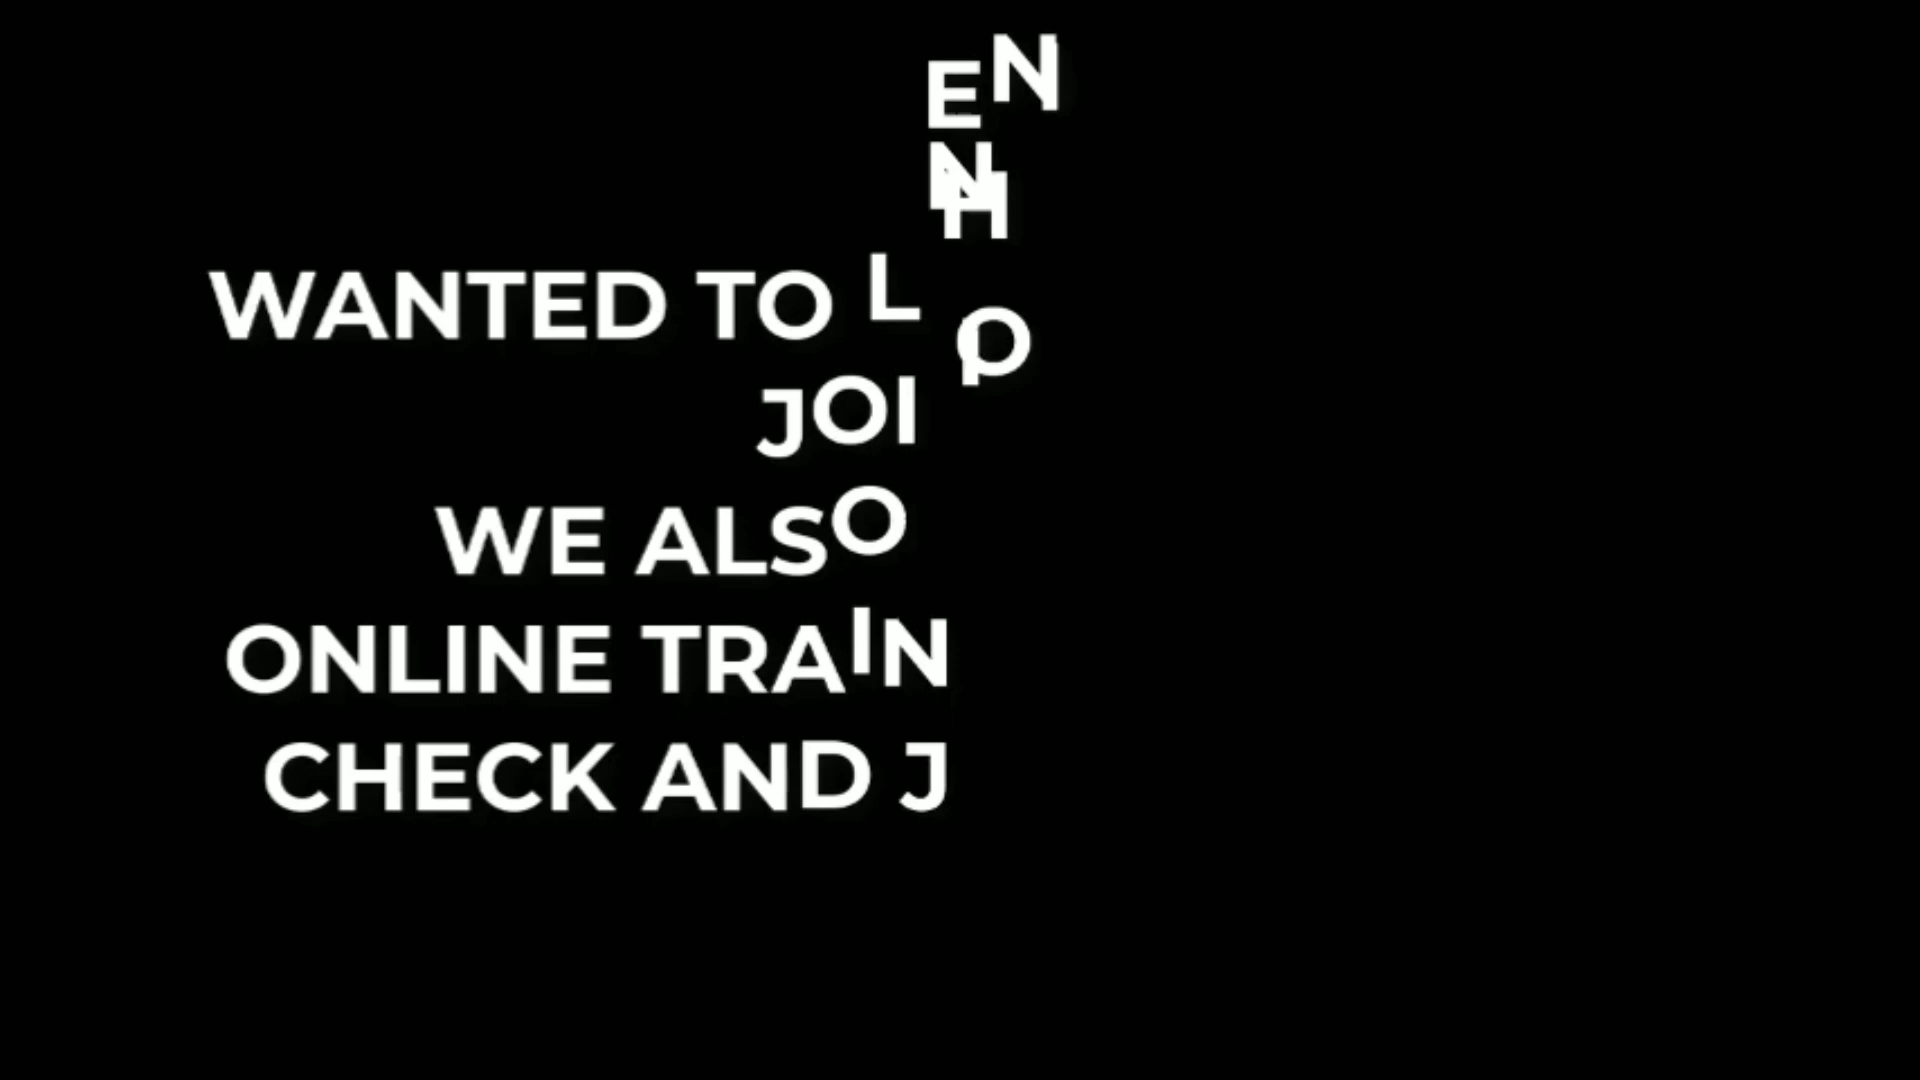 WANTED TO L
JOI
WE ALSO
ONLINE TRAIN
CHECK AND J